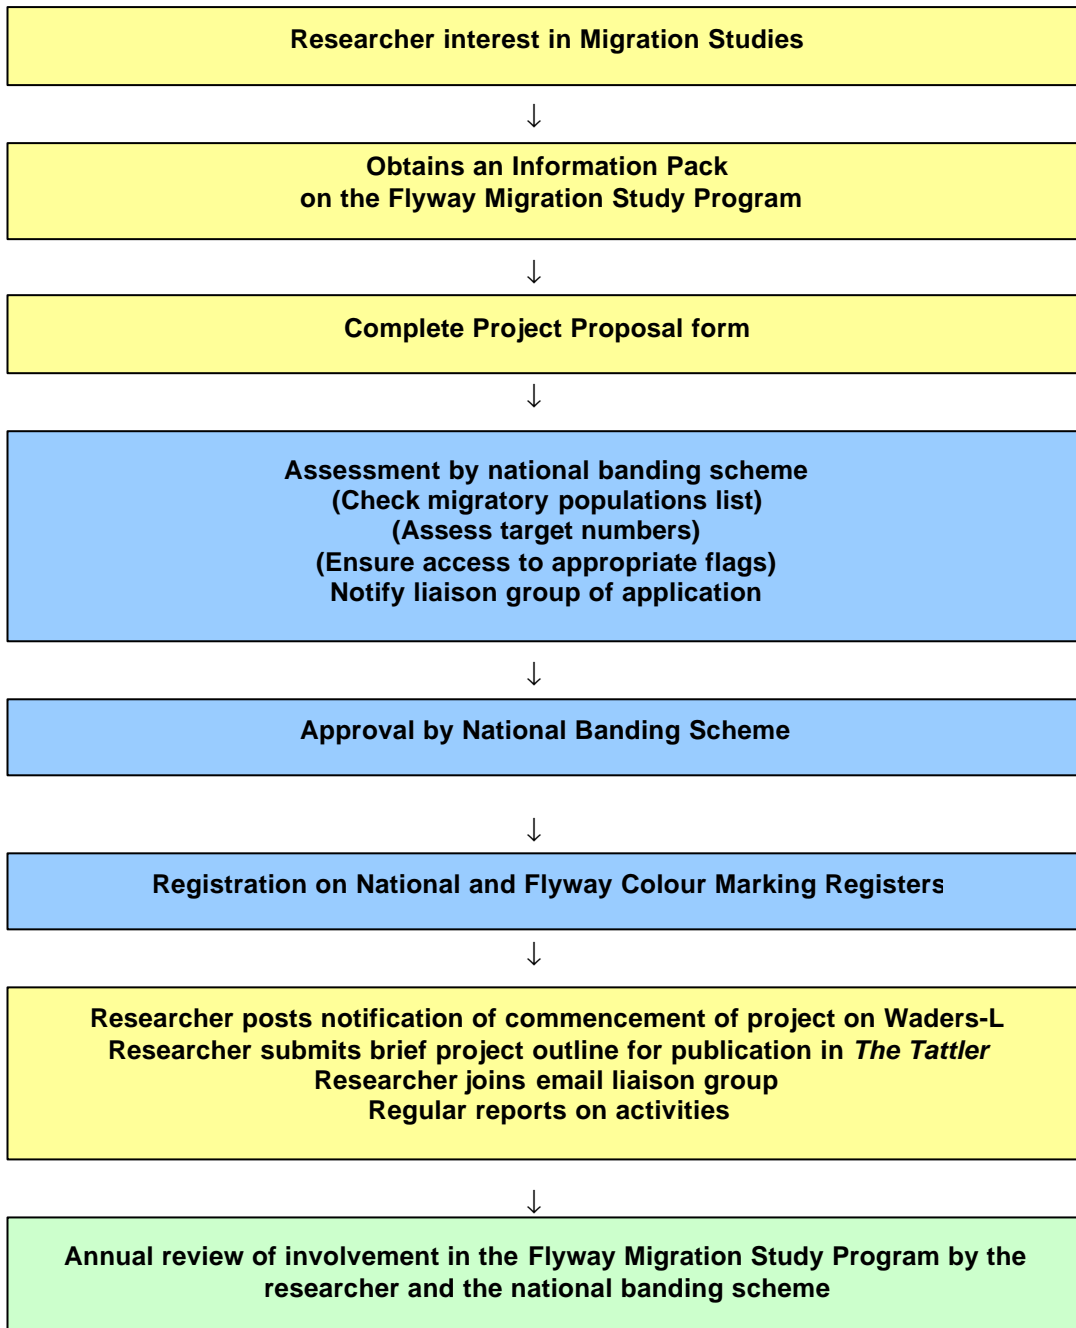 Researcher interest in Migration Studies
↓
Obtains an Information Pack
on the Flyway Migration Study Program
↓
Complete Project Proposal form
↓
Assessment by national banding scheme
(Check migratory populations list)
(Assess target numbers)
(Ensure access to appropriate flags)
Notify liaison group of application
↓
Approval by National Banding Scheme
↓
Registration on National and Flyway Colour Marking Registers
↓
Researcher posts notification of commencement of project on Waders-L
Researcher submits brief project outline for publication in The Tattler
Researcher joins email liaison group
Regular reports on activities
↓
Annual review of involvement in the Flyway Migration Study Program by the
researcher and the national banding scheme